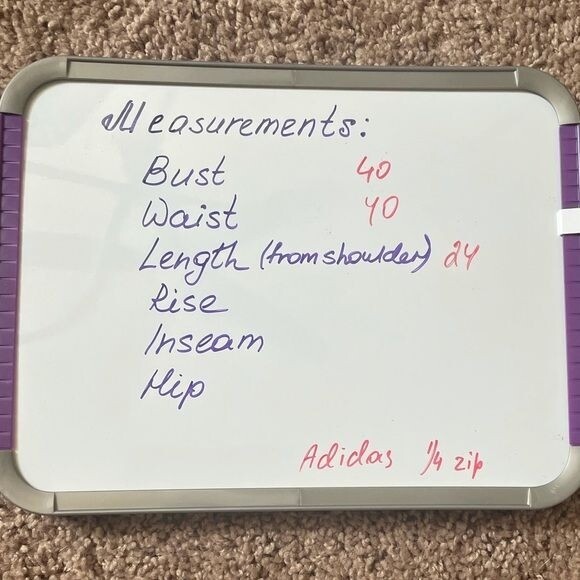 Measurements:
Bust 40
Waist 40
Length (from shoulder) 24
Rise
Inseam
Hip
Adidas 1/4 zip